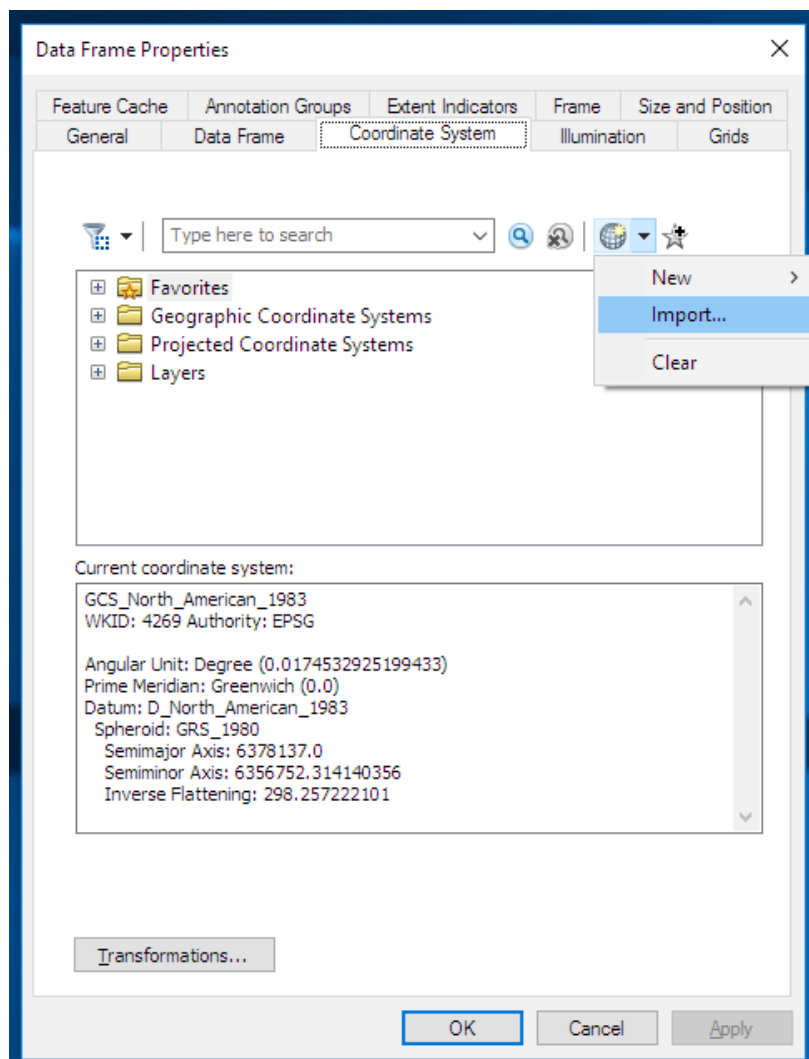 Data Frame Properties
Feature Cache Annotation Groups Extent Indicators Frame Size and Position
General Data Frame Coordinate System Illumination Grids
Type here to search
New
Import...
Clear
Favorites
Geographic Coordinate Systems
Projected Coordinate Systems
Layers
Current coordinate system:
GCS_North_American_1983
WKID: 4269 Authority: EPSG
Angular Unit: Degree (0.0174532925199433)
Prime Meridian: Greenwich (0.0)
Datum: D_North_American_1983
Spheroid: GRS_1980
Semimajor Axis: 6378137.0
Semiminor Axis: 6356752.314140356
Inverse Flattening: 298.257222101
Transformations...
OK Cancel Apply